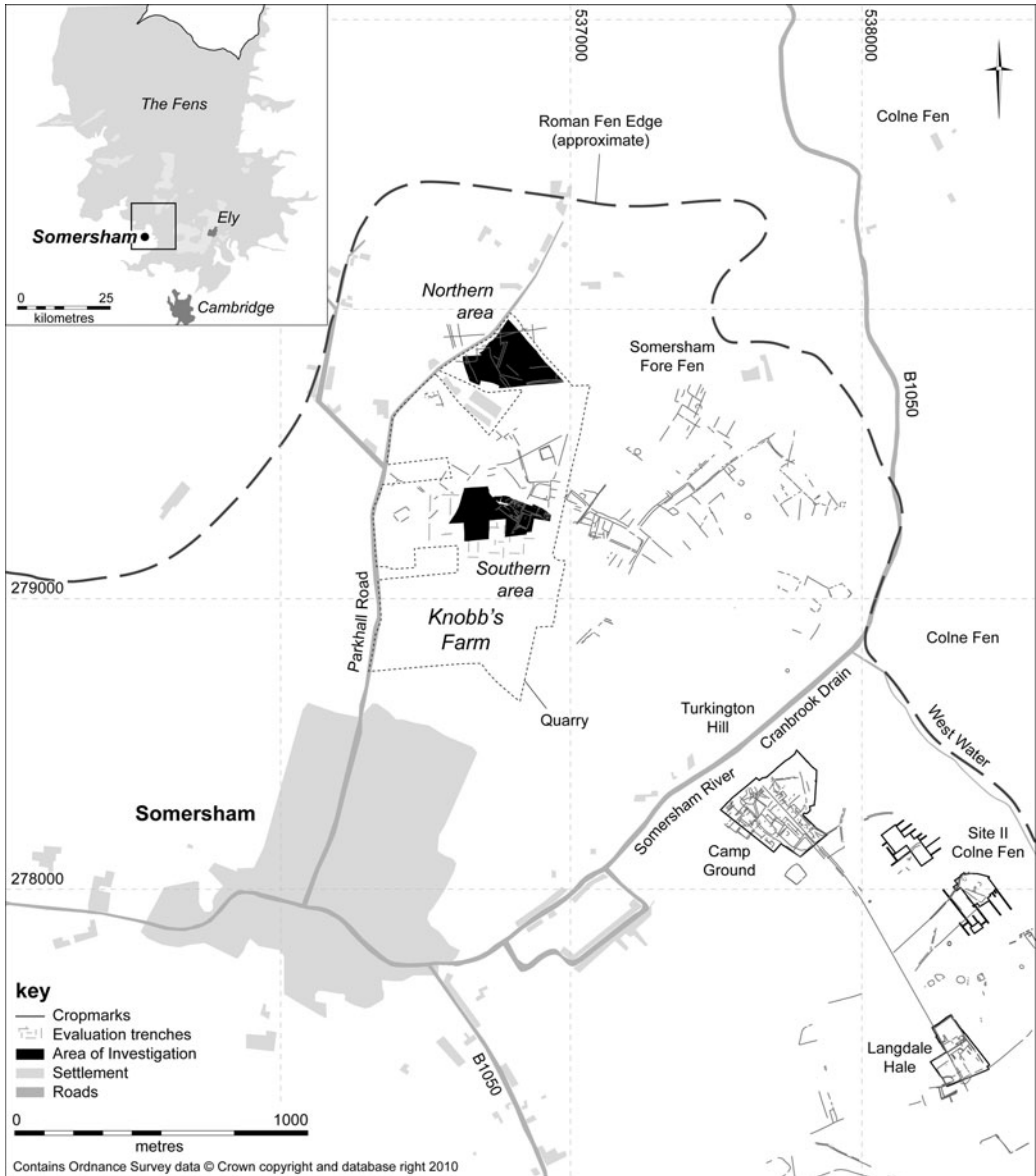 The Fens
Ely
Somersham
0 25
kilometres
Cambridge
537000
538000
Colne Fen
Roman Fen Edge
(approximate)
Northern
area
Somersham
Fore Fen
B1050
279000
Parkhall Road
Southern
area
Knobb's
Farm
Colne Fen
Quarry
Turkington
Hill
Cranbrook Drain
West Water
Somersham
Somersham River
Camp
Ground
Site II
Colne Fen
278000
Langdale
Hale
B1050
key
Cropmarks
Evaluation trenches
Area of Investigation
Settlement
Roads
0 1000
metres
Contains Ordnance Survey data © Crown copyright and database right 2010